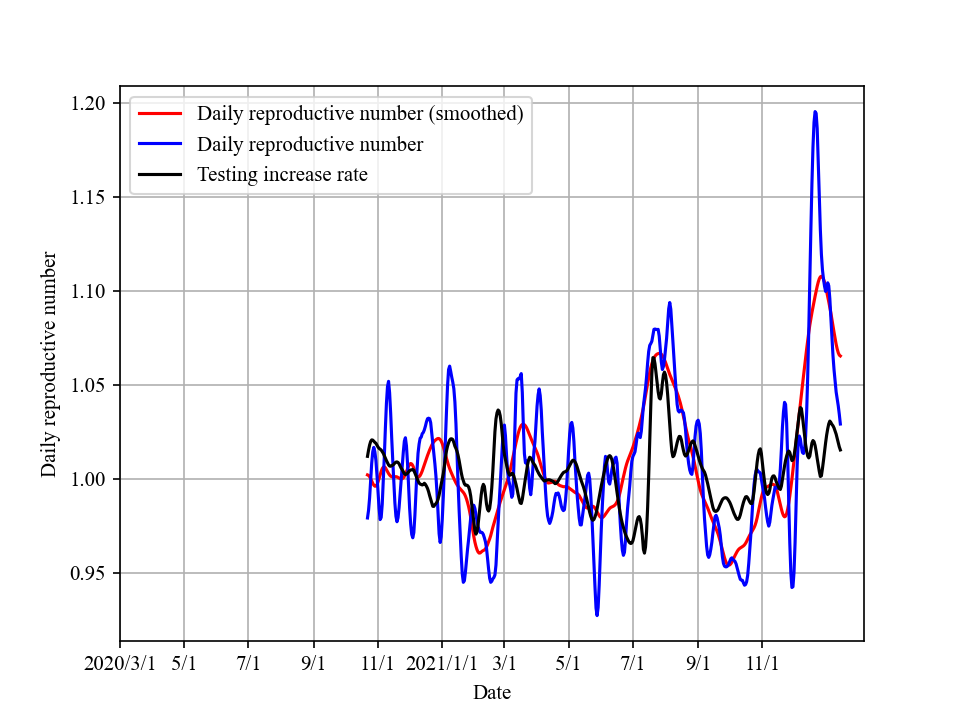 Daily reproductive number (smoothed)
Daily reproductive number
Testing increase rate
1.20
1.15
1.10
1.05
1.00
0.95
Daily reproductive number
2020/3/1 5/1 7/1 9/1 11/1 2021/1/1 3/1 5/1 7/1 9/1 11/1
Date